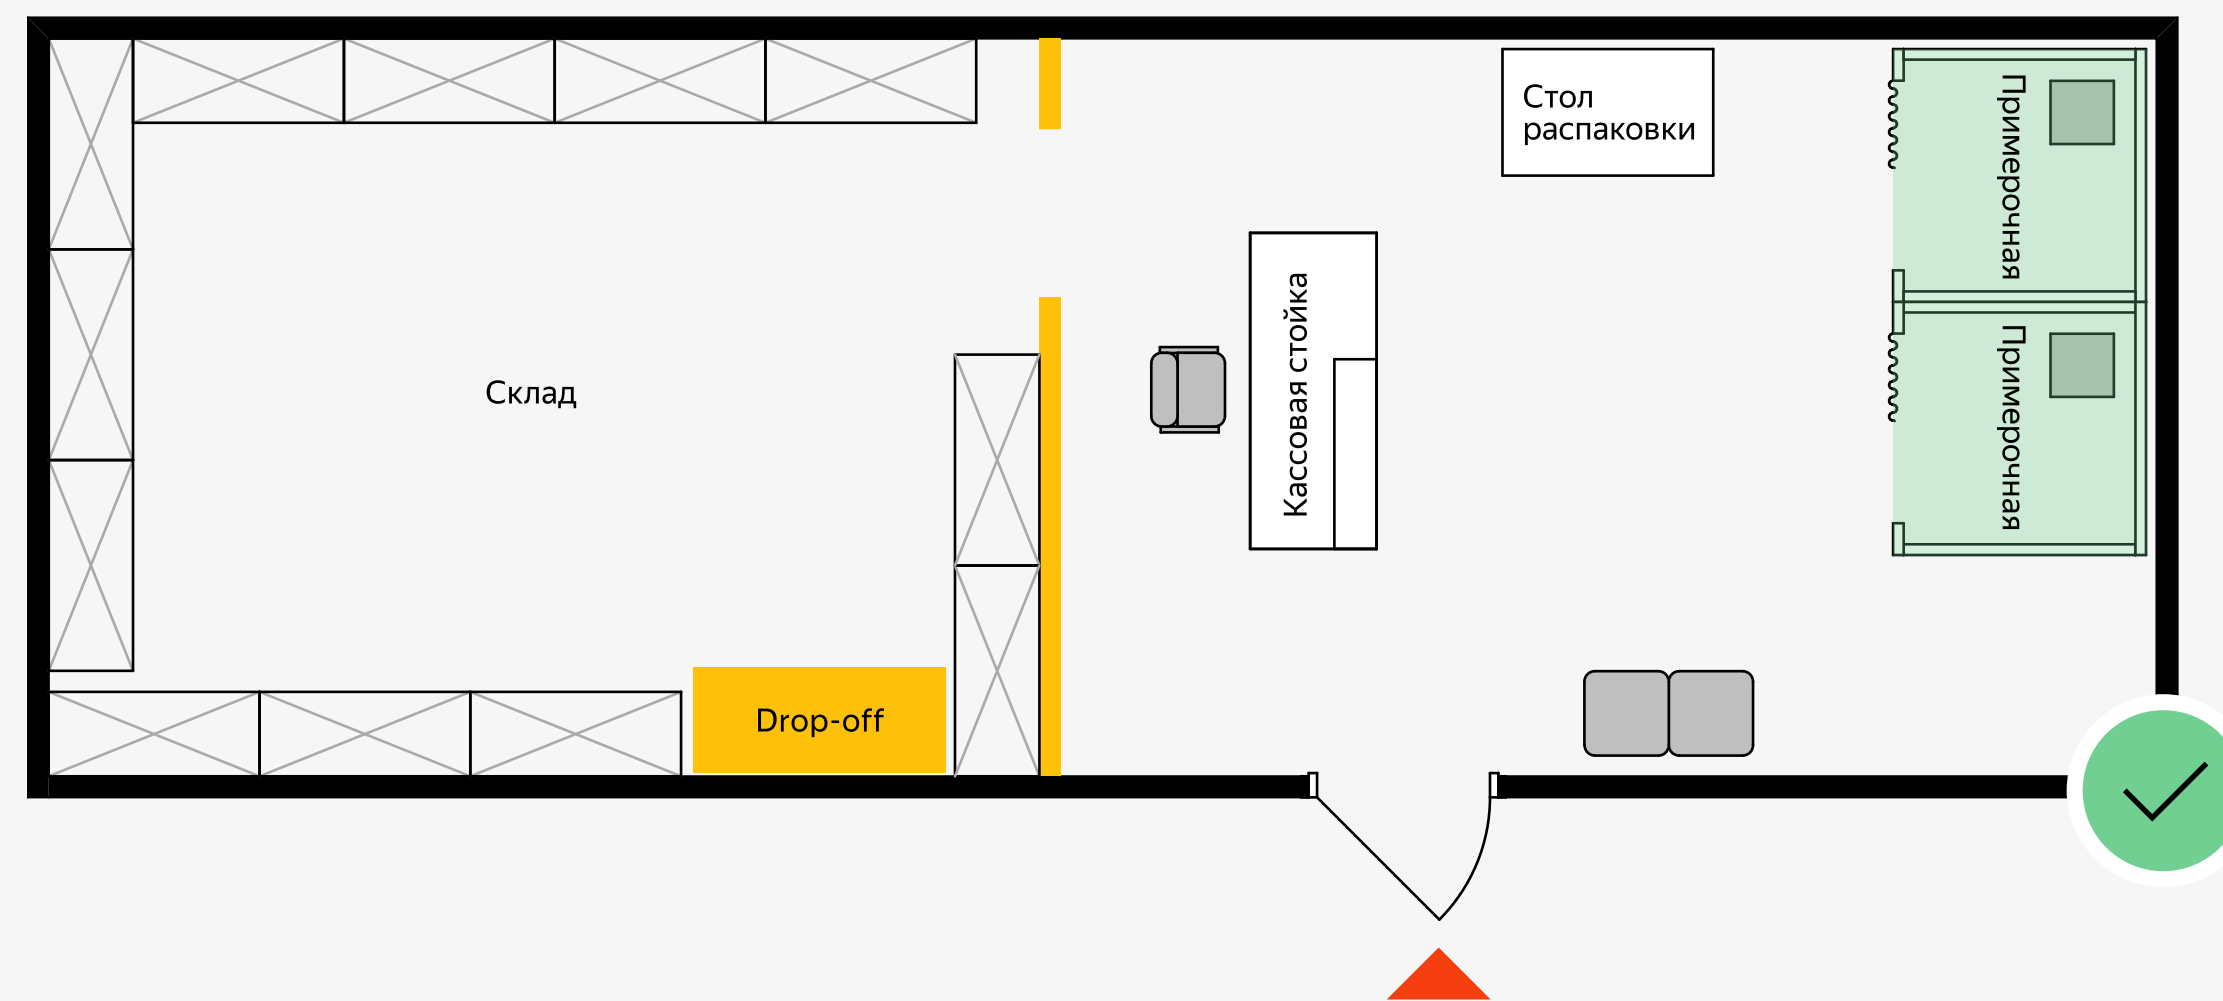 Стол
распаковки
Примерочная
Кассовая стойка
Примерочная
Склад
Drop-off